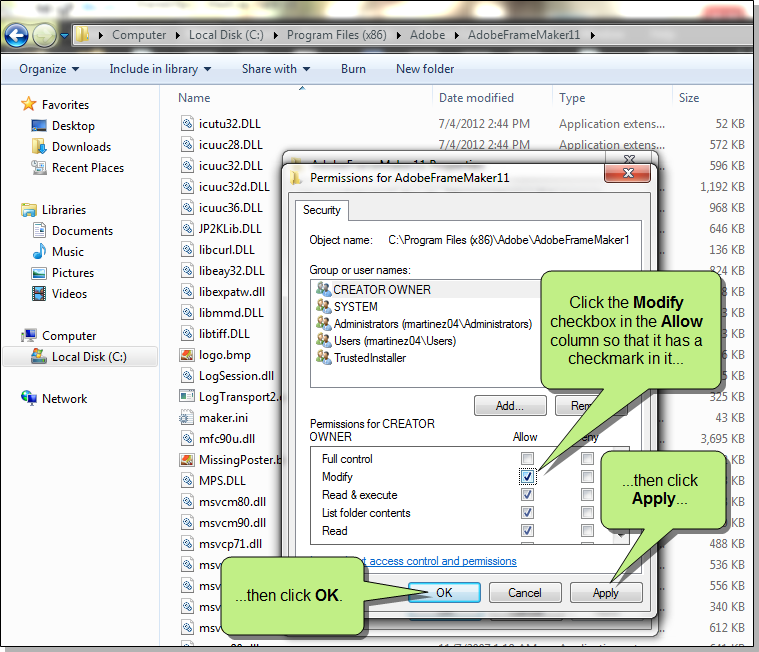 Computer Local Disk (C:) Program Files (x86) Adobe AdobeFrameMaker11
Organize Include in library Share with Burn New folder
Name Date modified Type Size
Favorites
Desktop
Downloads
Recent Places
Libraries
Documents
Music
Pictures
Videos
Computer
Local Disk (C:)
Network
icutu32.DLL 7/4/2012 2:44 PM Application extens... 52 KB
icuuc28.DLL 7/4/2012 2:44 PM Application extens... 572 KB
icuuc32.DLL 596 KB
icuuc32d.DLL 1,192 KB
icuuc36.DLL 968 KB
JP2KLib.DLL 646 KB
libcurl.DLL 136 KB
libeay32.DLL 824 KB
libexpatw.dll KB
libmmd.DLL KB
libtiff.DLL KB
logo.bmp KB
LogSession.dll KB
LogTransport2. 325 KB
maker.ini 43 KB
mfc90u.dll 3,695 KB
MissingPoster.b KB
MPS.DLL KB
msvcm80.dll KB
msvcm90.dll KB
msvcp71.dll 488 KB
536 KB
556 KB
340 KB
612 KB
Permissions for AdobeFrameMaker11
Security
Object name: C:\Program Files (x86)\Adobe\AdobeFrameMaker1
Group or user names:
CREATOR OWNER
SYSTEM
Administrators (martinez04\Administrators)
Users (martinez04\Users)
TrustedInstaller
Add... Rem
Permissions for CREATOR
OWNER
Allow
Full control
Modify
Read & execute
List folder contents
Read
access control and permissions
OK Cancel Apply
Click the Modify
checkbox in the Allow
column so that it has a
checkmark in it...
...then click
Apply...
...then click OK.